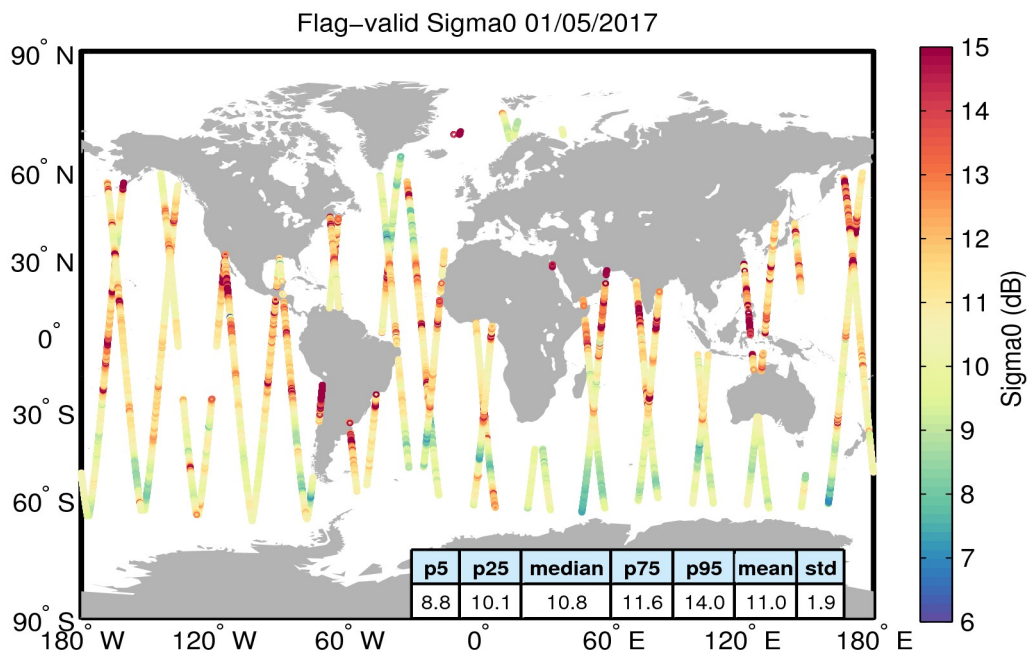 Flag−valid Sigma0 01/05/2017
90° N
60° N
30° N
0°
30° S
60° S
90° S
180° W
120° W
60° W
0°
60° E
120° E
180° E
p5 p25 median p75 p95 mean std
8.8 10.1 10.8 11.6 14.0 11.0 1.9
15
14
13
12
11
10
9
8
7
6
Sigma0 (dB)